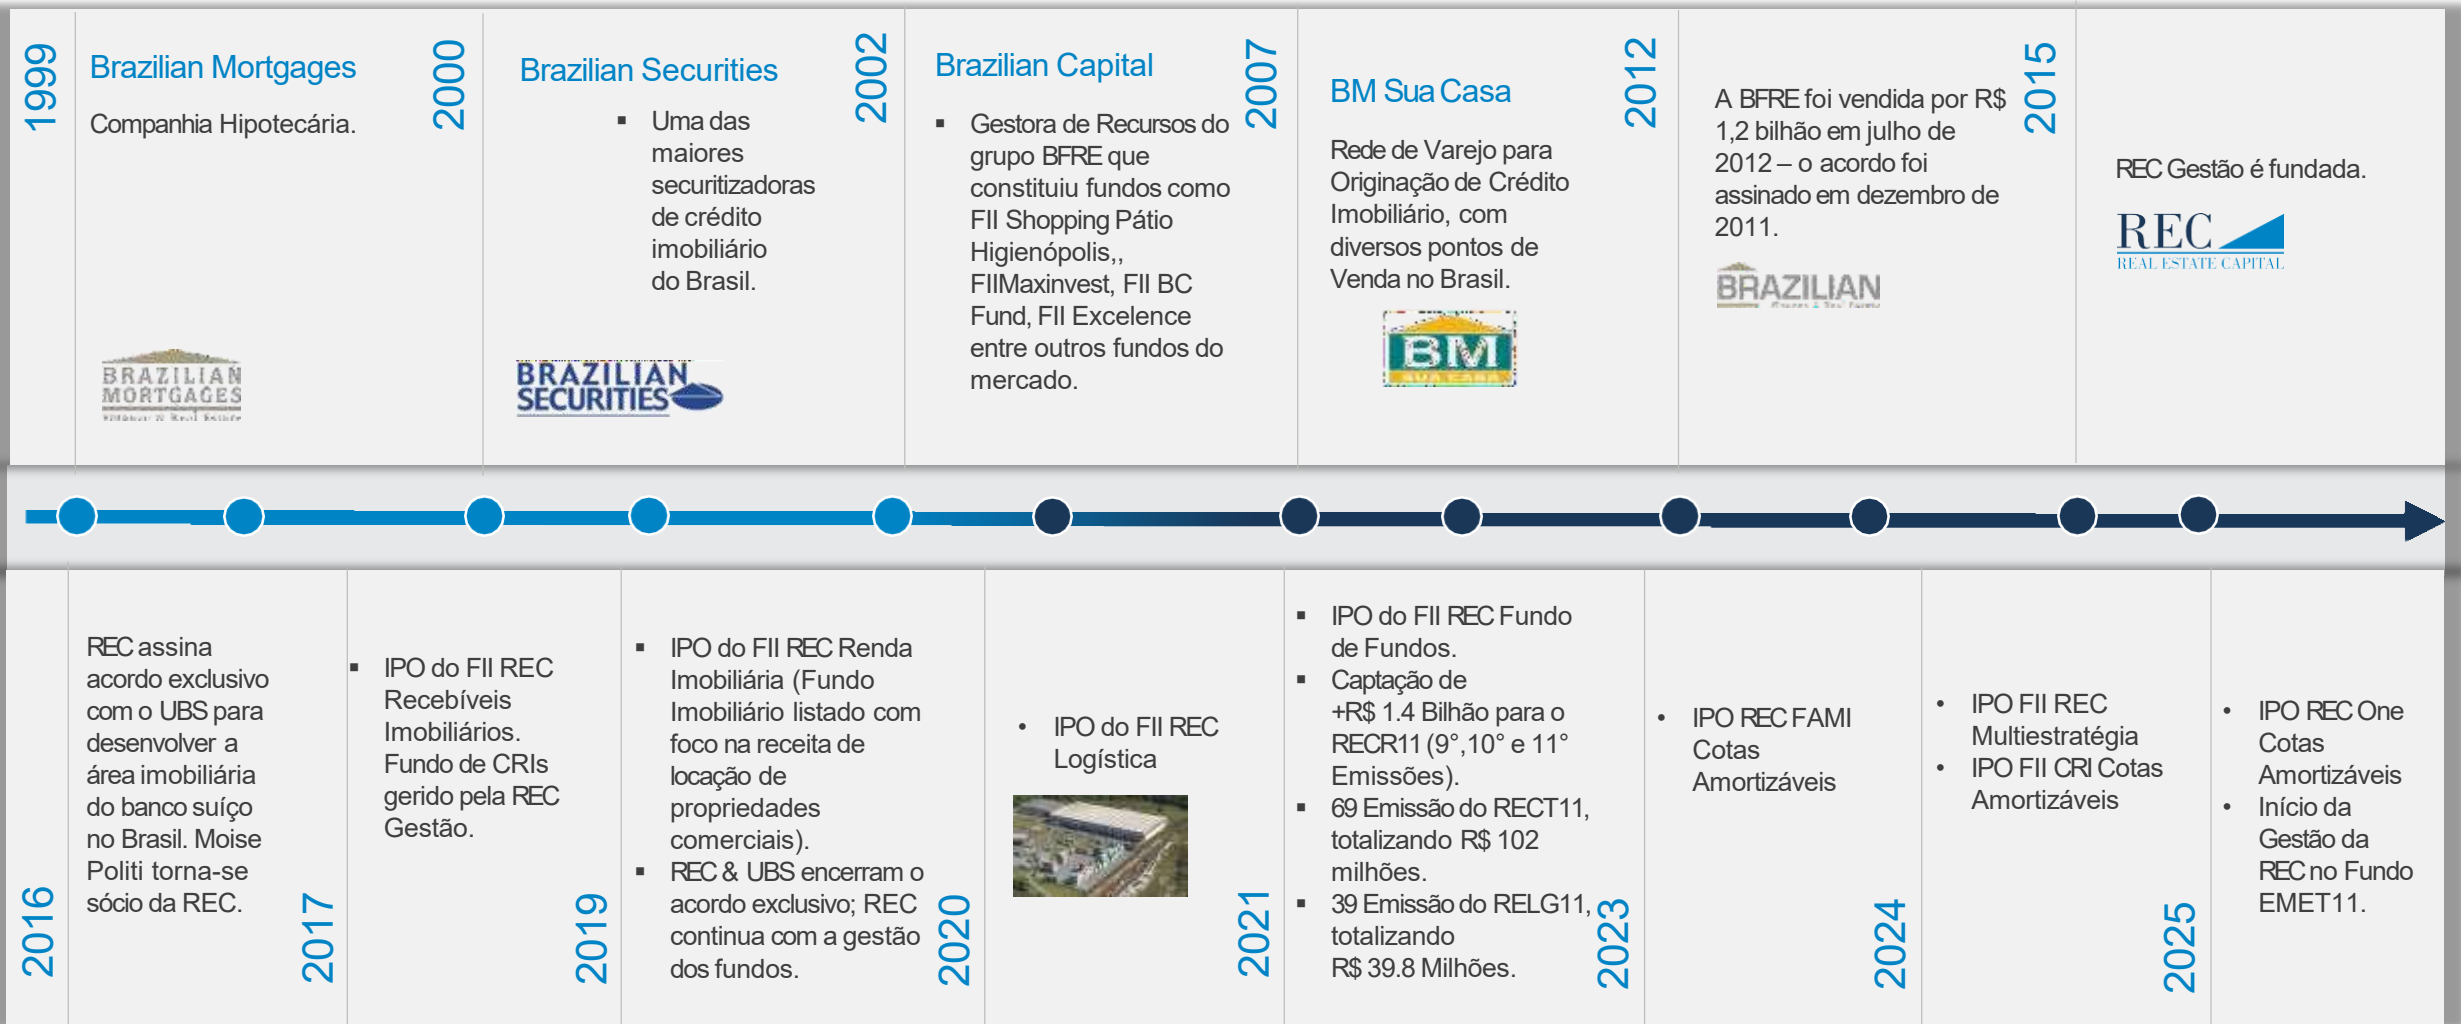 1999
Brazilian Mortgages
Companhia Hipotecária.
BRAZILIAN
MORTGAGES
2000
Brazilian Securities
▪ Uma das
maiores
securitizadoras
de crédito
imobiliário
do Brasil.
BRAZILIAN
SECURITIES
2002
Brazilian Capital
▪ Gestora de Recursos do
grupo BFRE que
constituiu fundos como
FII Shopping Pátio
Higienópolis,,
FIIMaxinvest, FII BC
Fund, FII Excelence
entre outros fundos do
mercado.
2007
BM Sua Casa
Rede de Varejo para
Originação de Crédito
Imobiliário, com
diversos pontos de
Venda no Brasil.
BM
SUA CASA
2012
A BFRE foi vendida por R$
1,2 bilhão em julho de
2012 – o acordo foi
assinado em dezembro de
2011.
BRAZILIAN
2015
REC Gestão é fundada.
REC
REAL ESTATE CAPITAL
2016
REC assina
acordo exclusivo
com o UBS para
desenvolver a
área imobiliária
do banco suíço
no Brasil. Moise
Politi torna-se
sócio da REC.
2017
▪ IPO do FII REC
Recebíveis
Imobiliários.
Fundo de CRIs
gerido pela REC
Gestão.
2019
▪ IPO do FII REC Renda
Imobiliária (Fundo
Imobiliário listado com
foco na receita de
locação de
propriedades
comerciais).
▪ REC & UBS encerram o
acordo exclusivo; REC
continua com a gestão
dos fundos.
2020
• IPO do FII REC
Logística
2021
▪ IPO do FII REC Fundo
de Fundos.
▪ Captação de
+R$ 1.4 Bilhão para o
RECR11 (9°,10° e 11°
Emissões).
▪ 69 Emissão do RECT11,
totalizando R$ 102
milhões.
▪ 39 Emissão do RELG11,
totalizando
R$ 39.8 Milhões.
2023
• IPO REC FAMI
Cotas
Amortizáveis
2024
• IPO FII REC
Multiestratégia
• IPO FII CRI Cotas
Amortizáveis
2025
• IPO REC One
Cotas
Amortizáveis
• Início da
Gestão da
REC no Fundo
EMET11.